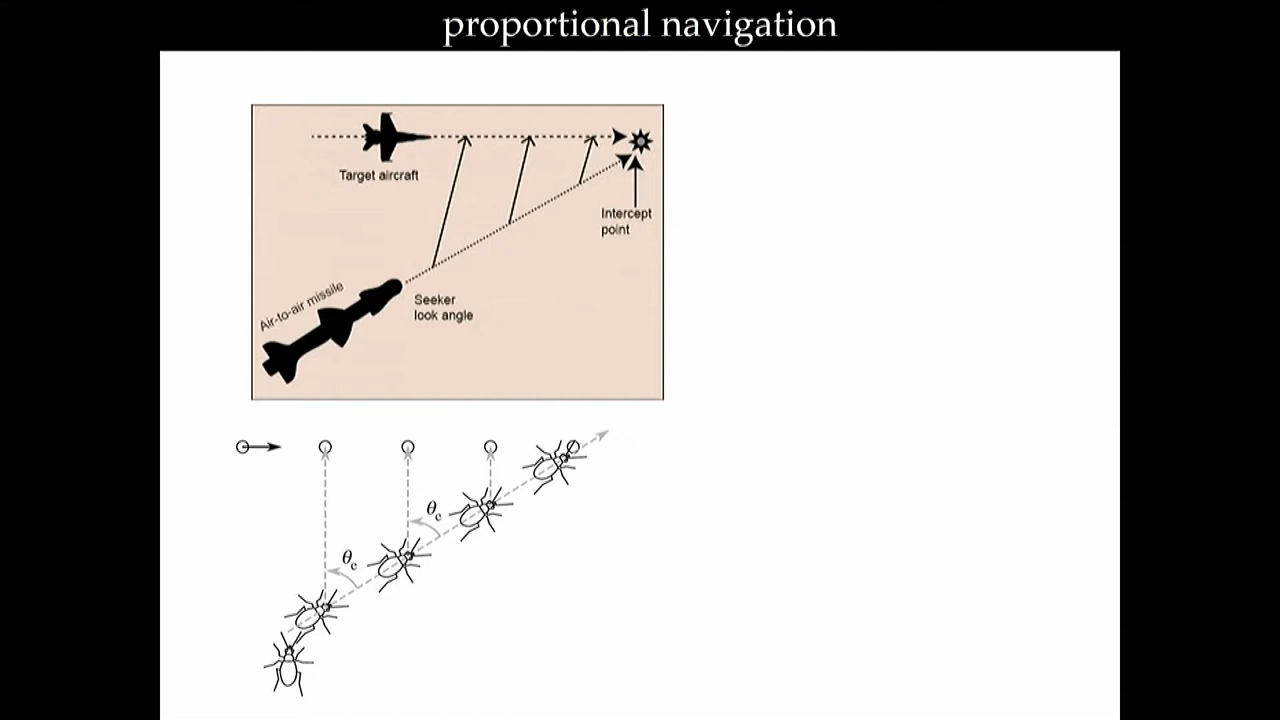 proportional navigation
Target aircraft
Intercept
point
Air-to-air missile
Seeker
look angle
θc
θc